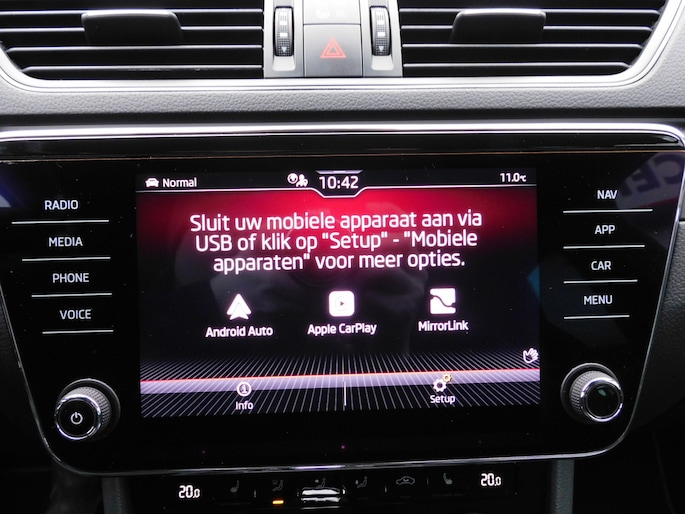 Normal
10:42
11.0°C
RADIO
MEDIA
PHONE
VOICE
Sluit uw mobiele apparaat aan via
USB of klik op "Setup" - "Mobiele
apparaten" voor meer opties.
Android Auto
Apple CarPlay
MirrorLink
Info
Setup
NAV
APP
CAR
MENU
20.0
20.0